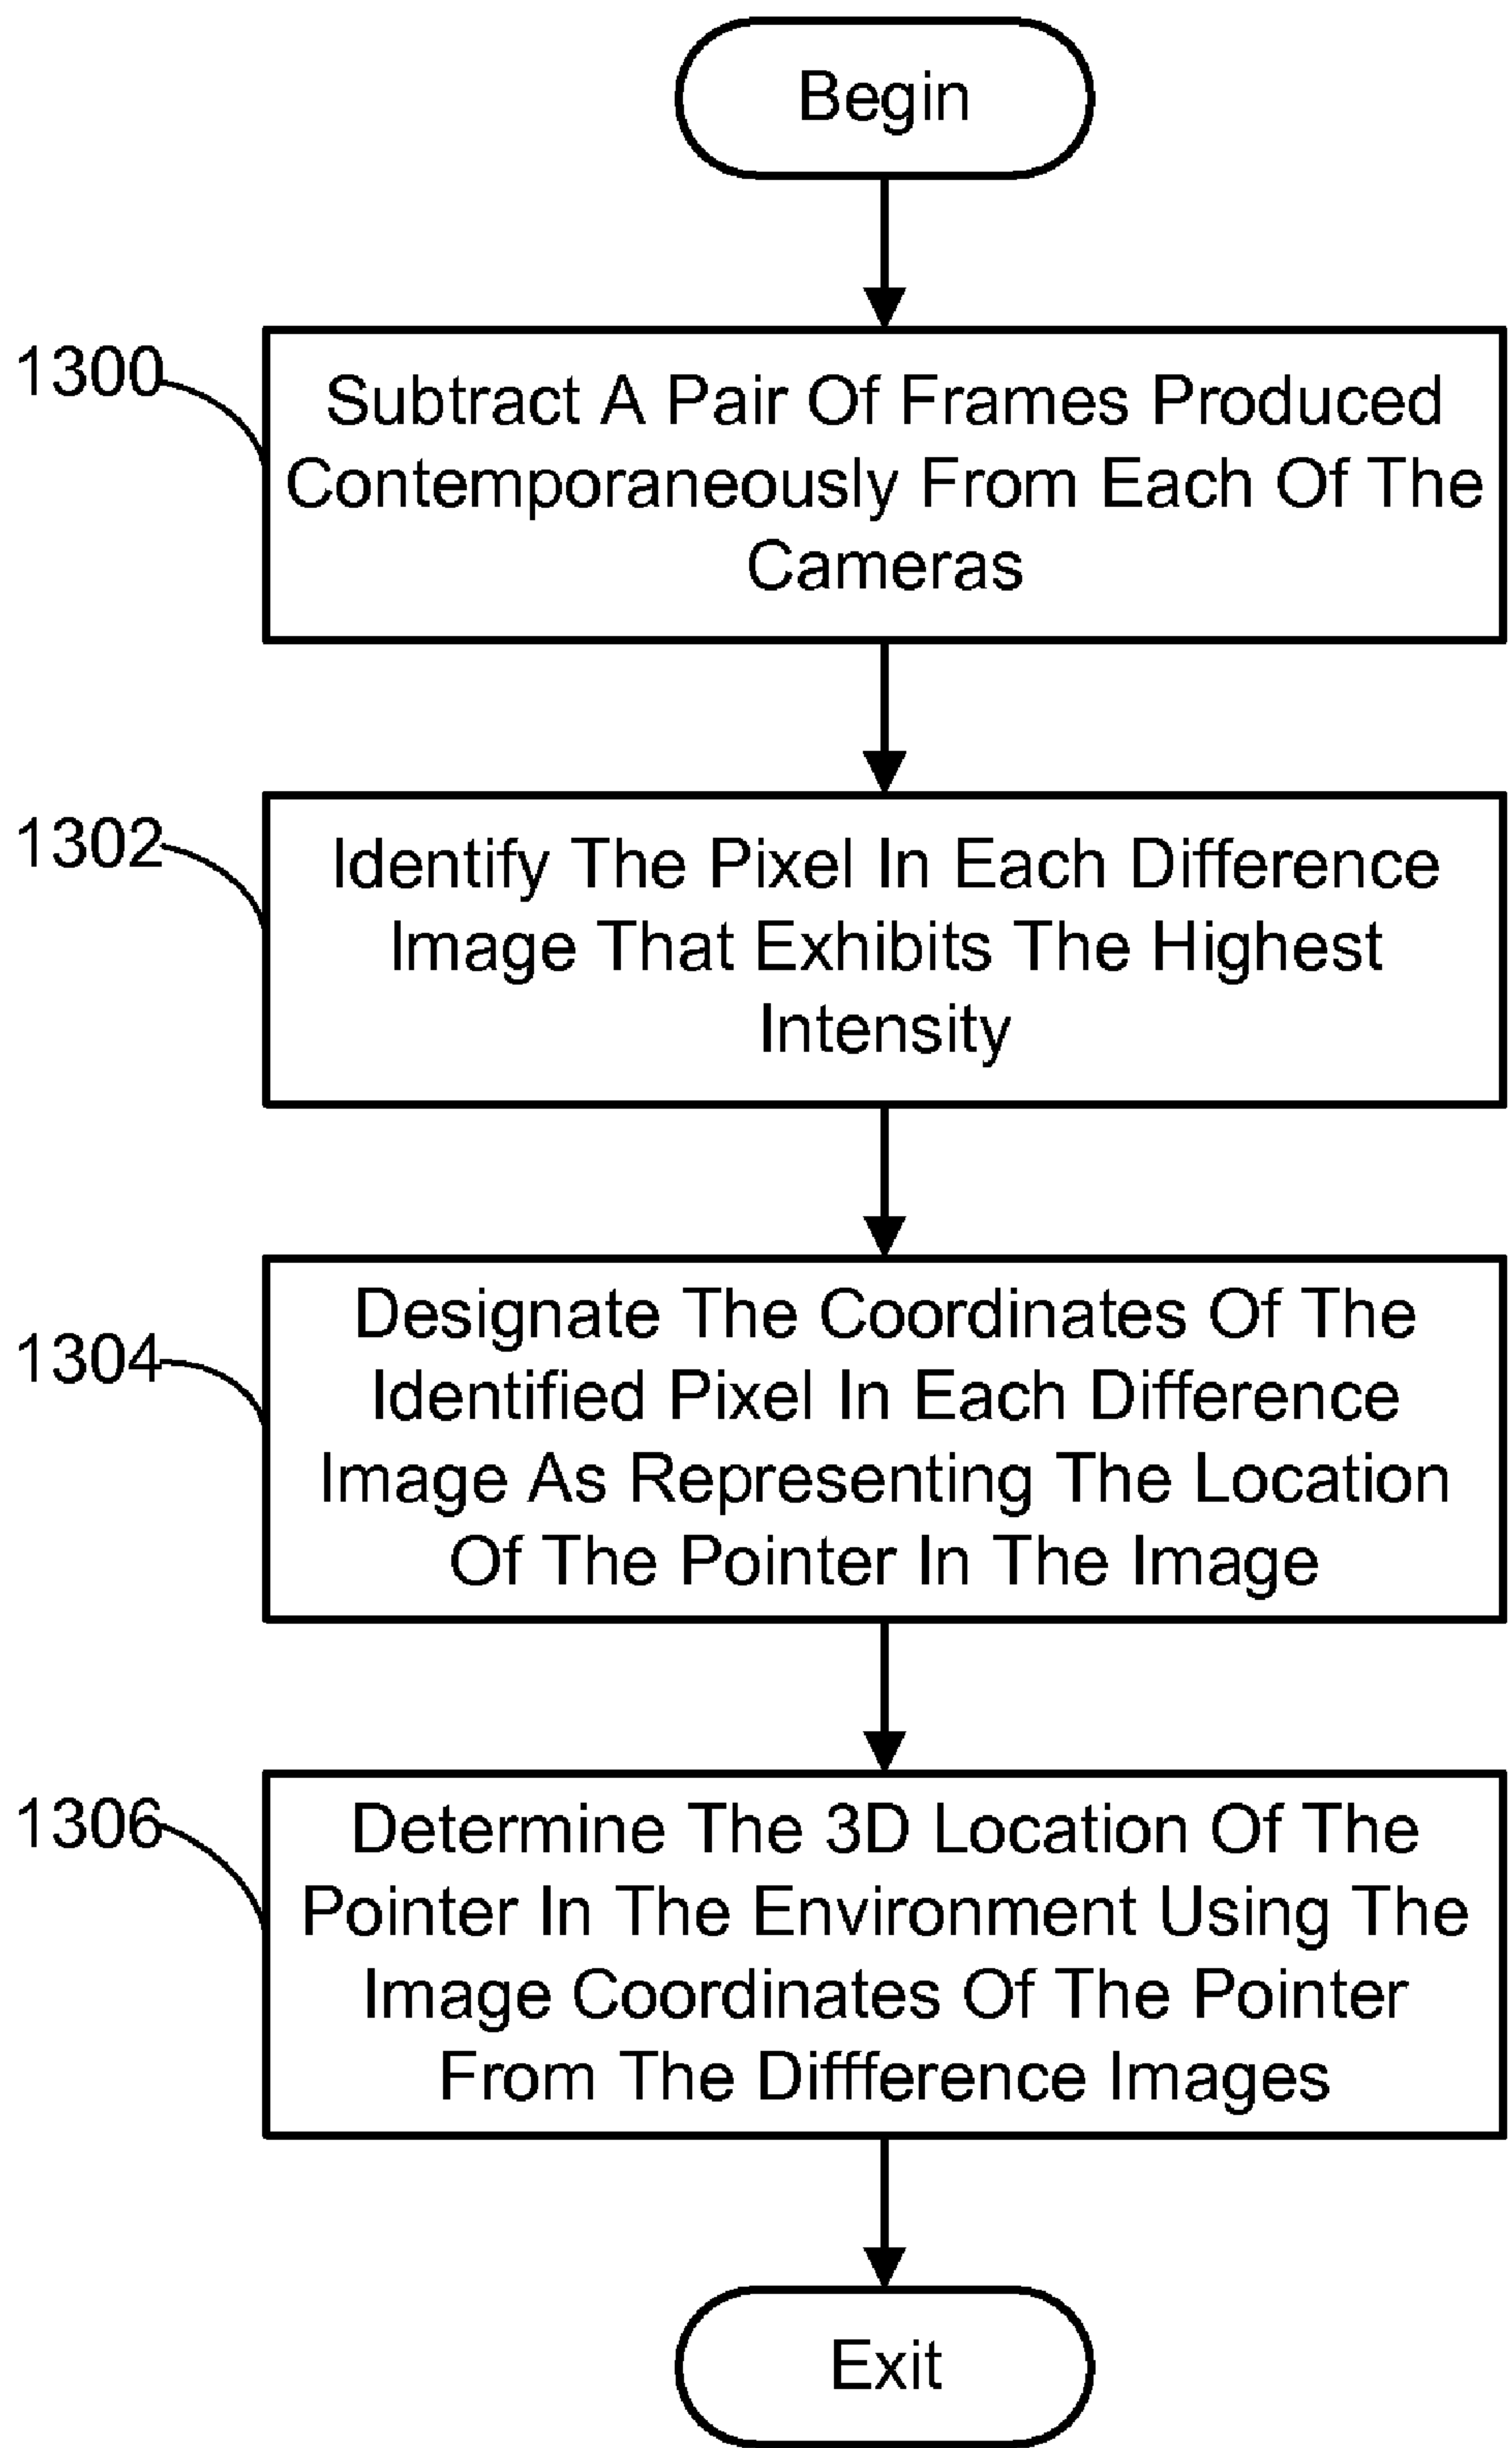 Begin
1300
Subtract A Pair Of Frames Produced
Contemporaneously From Each Of The
Cameras
1302
Identify The Pixel In Each Difference
Image That Exhibits The Highest
Intensity
1304
Designate The Coordinates Of The
Identified Pixel In Each Difference
Image As Representing The Location
Of The Pointer In The Image
1306
Determine The 3D Location Of The
Pointer In The Environment Using The
Image Coordinates Of The Pointer
From The Difference Images
Exit